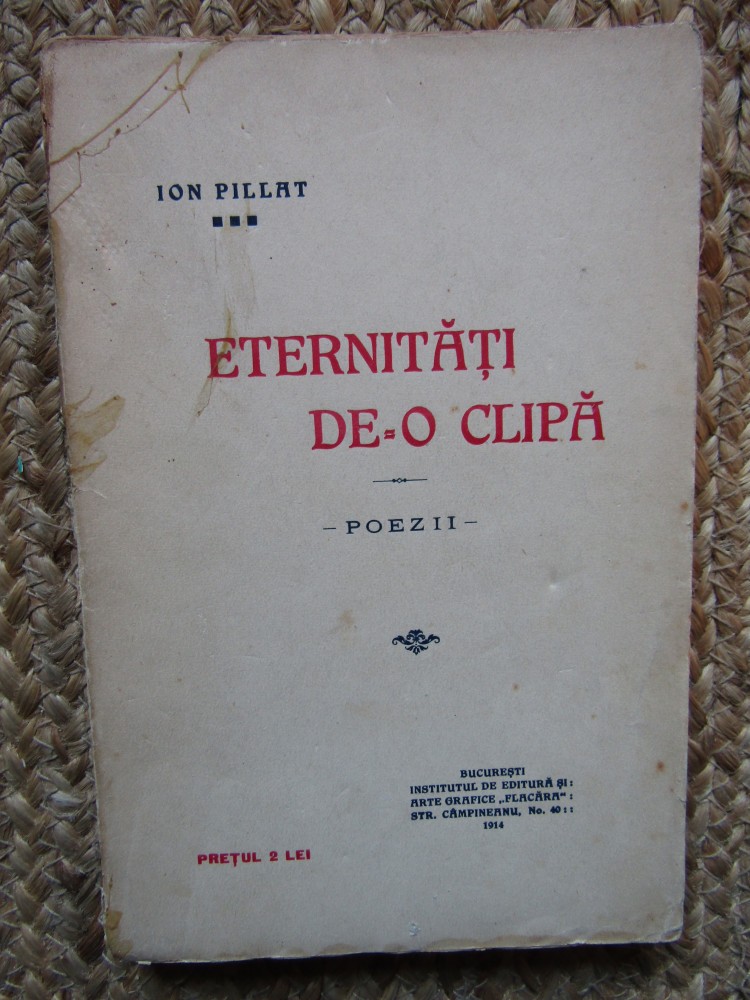 ION PILLAT
ETERNITĂȚI
DE=O CLIPĂ
– POEZII –
BUCUREȘTI
INSTITUTUL DE EDITURĂ ȘI:
ARTE GRAFICE „FLACĂRA“ :
STR. CÂMPINEANU, No. 40::
1914
PREȚUL 2 LEI